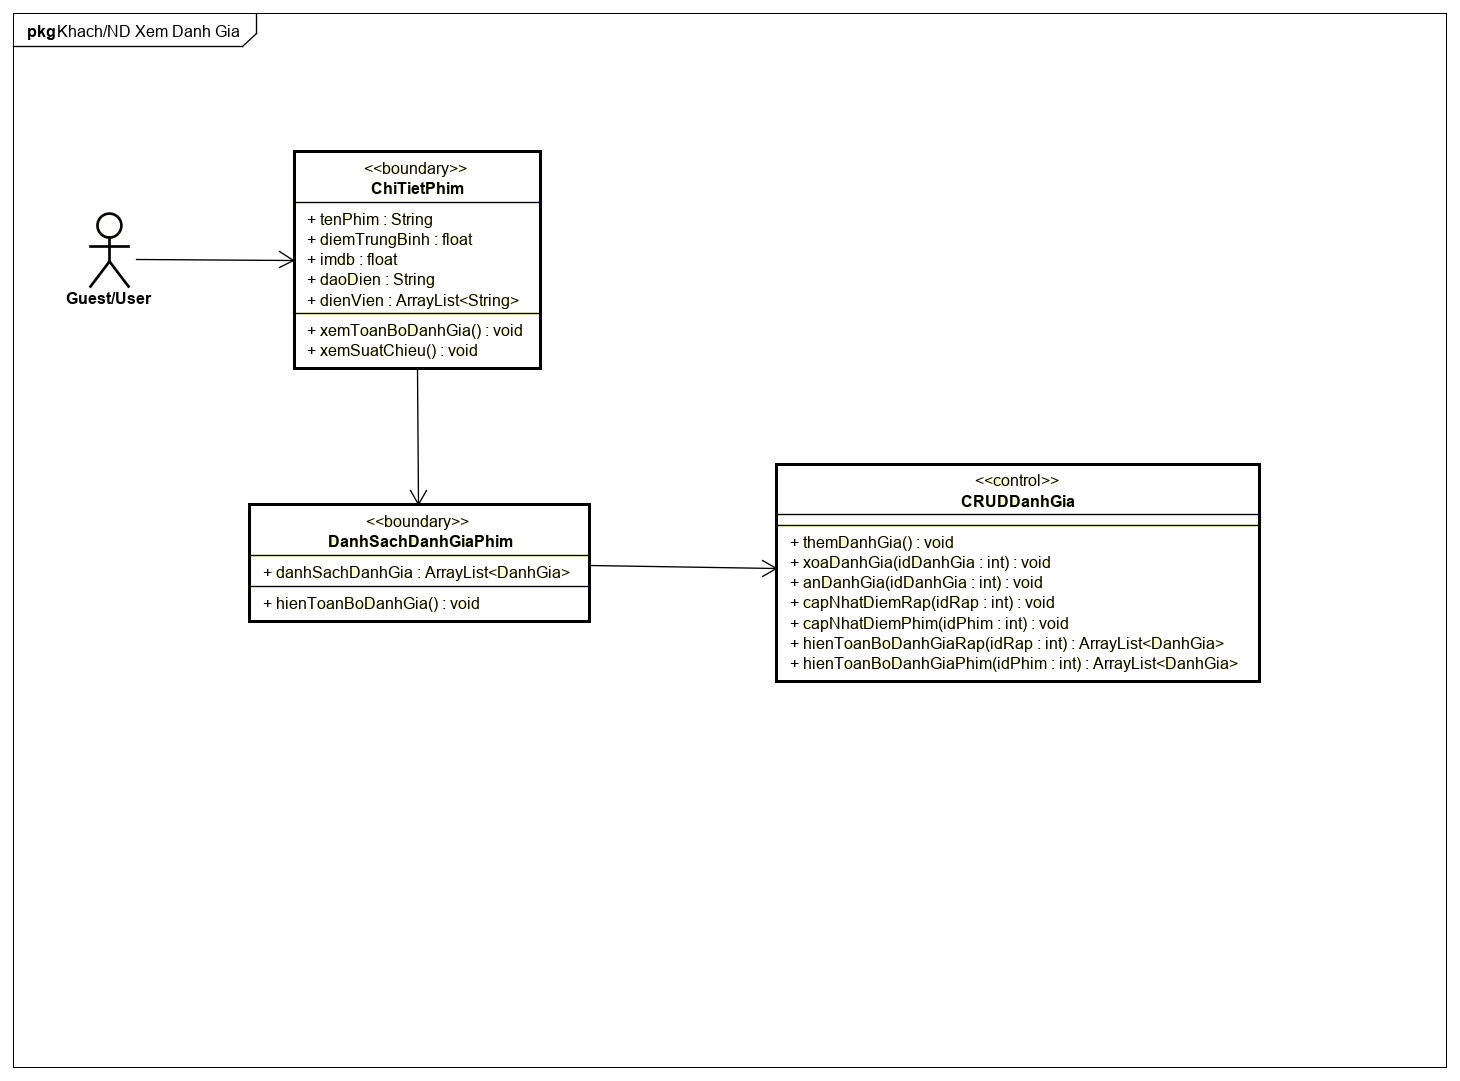 pkgKhach/ND Xem Danh Gia
<<boundary>>
ChiTietPhim
+ tenPhim : String
+ diemTrungBinh : float
+ imdb : float
+ daoDien : String
+ dienVien : ArrayList<String>
+ xemToanBoDanhGia() : void
+ xemSuatChieu() : void
Guest/User
<<boundary>>
DanhSachDanhGiaPhim
+ danhSachDanhGia : ArrayList<DanhGia>
+ hienToanBoDanhGia() : void
<<control>>
CRUDDanhGia
+ themDanhGia() : void
+ xoaDanhGia(idDanhGia : int) : void
+ anDanhGia(idDanhGia : int) : void
+ capNhatDiemRap(idRap : int) : void
+ capNhatDiemPhim(idPhim : int) : void
+ hienToanBoDanhGiaRap(idRap : int) : ArrayList<DanhGia>
+ hienToanBoDanhGiaPhim(idPhim : int) : ArrayList<DanhGia>